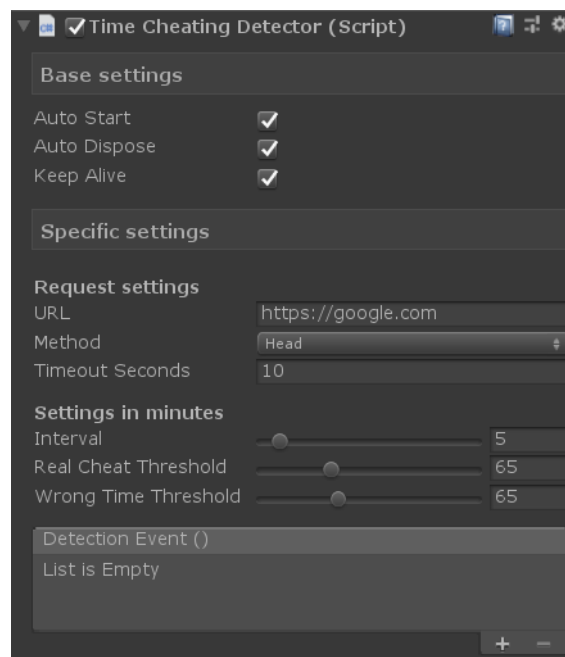 Time Cheating Detector (Script)
Base settings
Auto Start
Auto Dispose
Keep Alive
Specific settings
Request settings
URL https://google.com
Method Head
Timeout Seconds 10
Settings in minutes
Interval 5
Real Cheat Threshold 65
Wrong Time Threshold 65
Detection Event ()
List is Empty